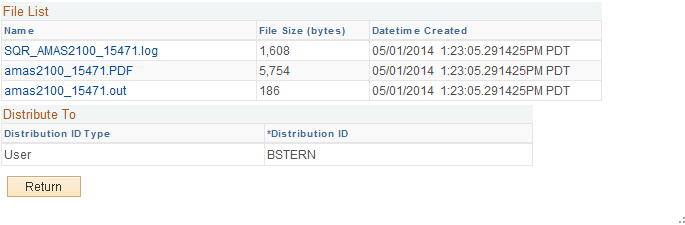 File List
Name File Size (bytes) Datetime Created
SQR_AMAS2100_15471.log 1,608 05/01/2014 1:23:05.291425PM PDT
amas2100_15471.PDF 5,754 05/01/2014 1:23:05.291425PM PDT
amas2100_15471.out 186 05/01/2014 1:23:05.291425PM PDT
Distribute To
Distribution ID Type *Distribution ID
User BSTERN
Return